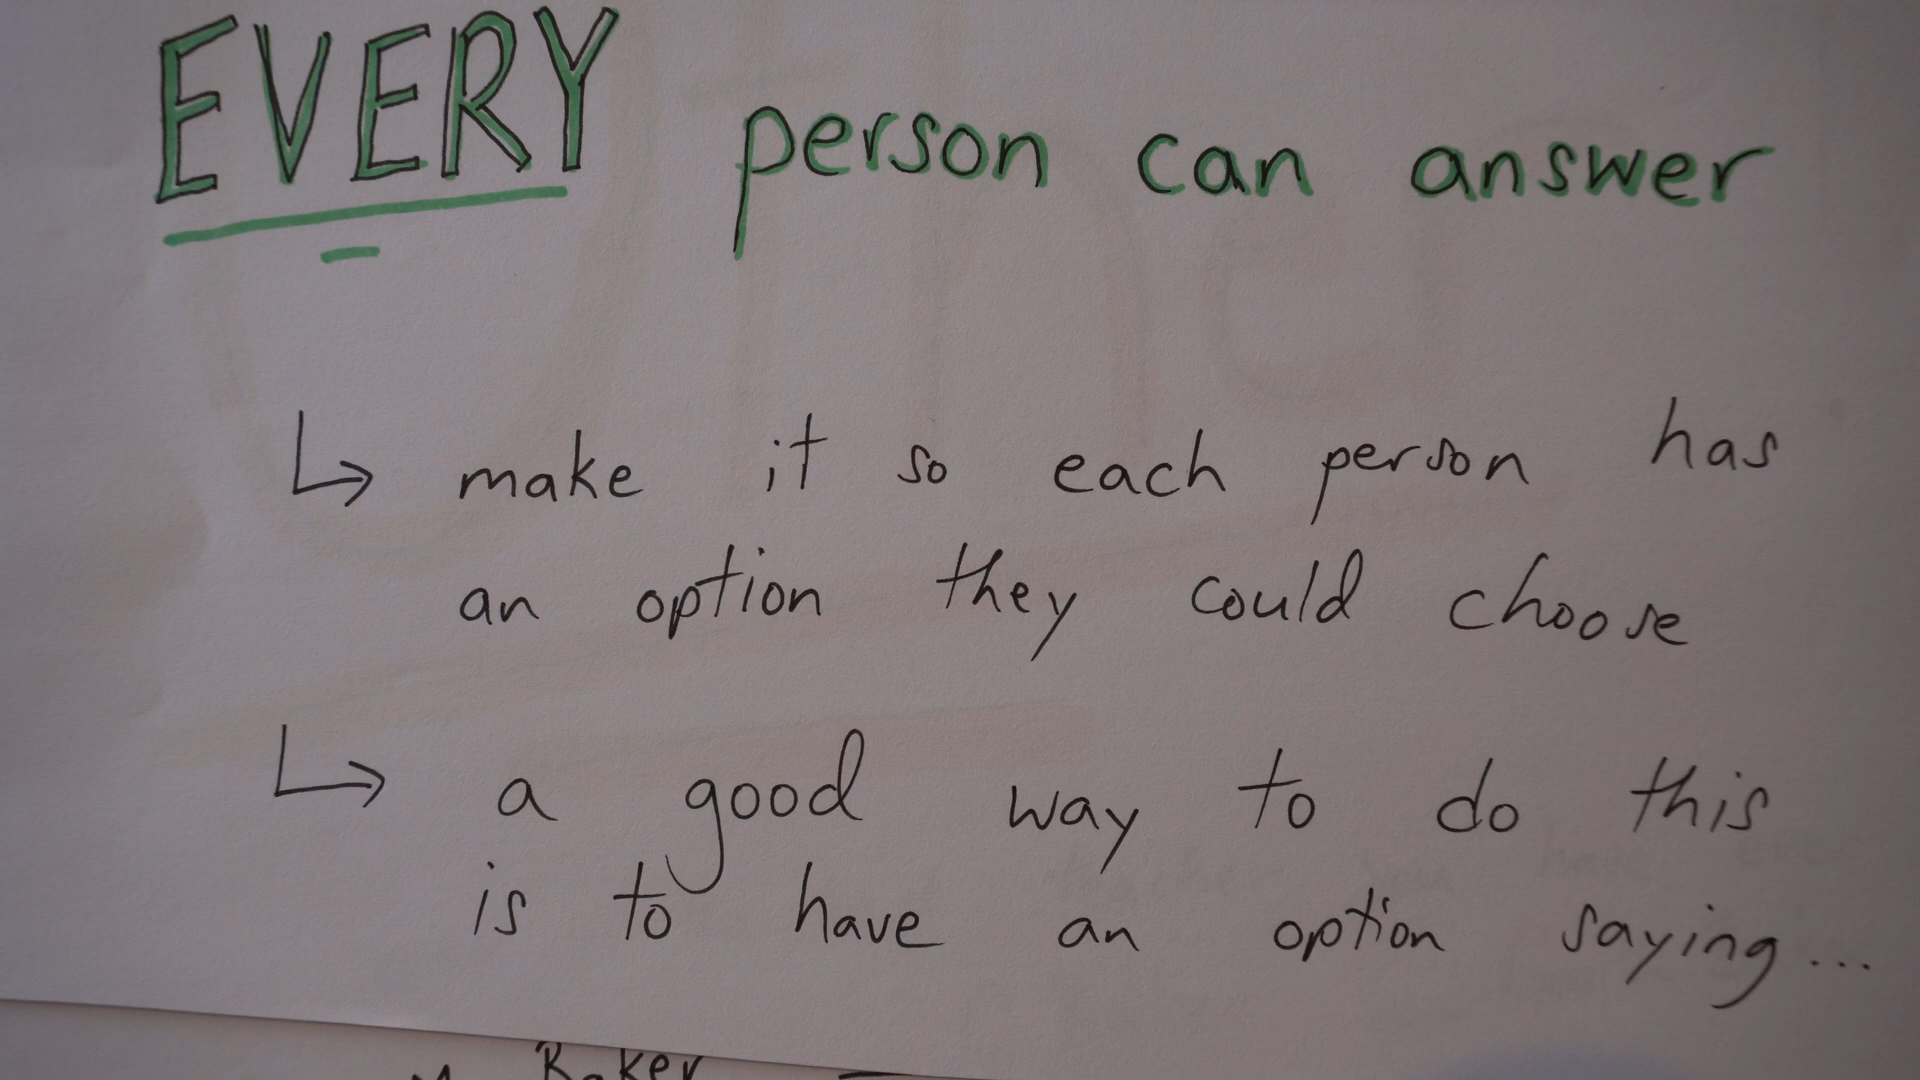 EVERY person can answer
↳ make it so each person has
an option they could choose
↳ a good way to do this
is to have an option saying...
Baker